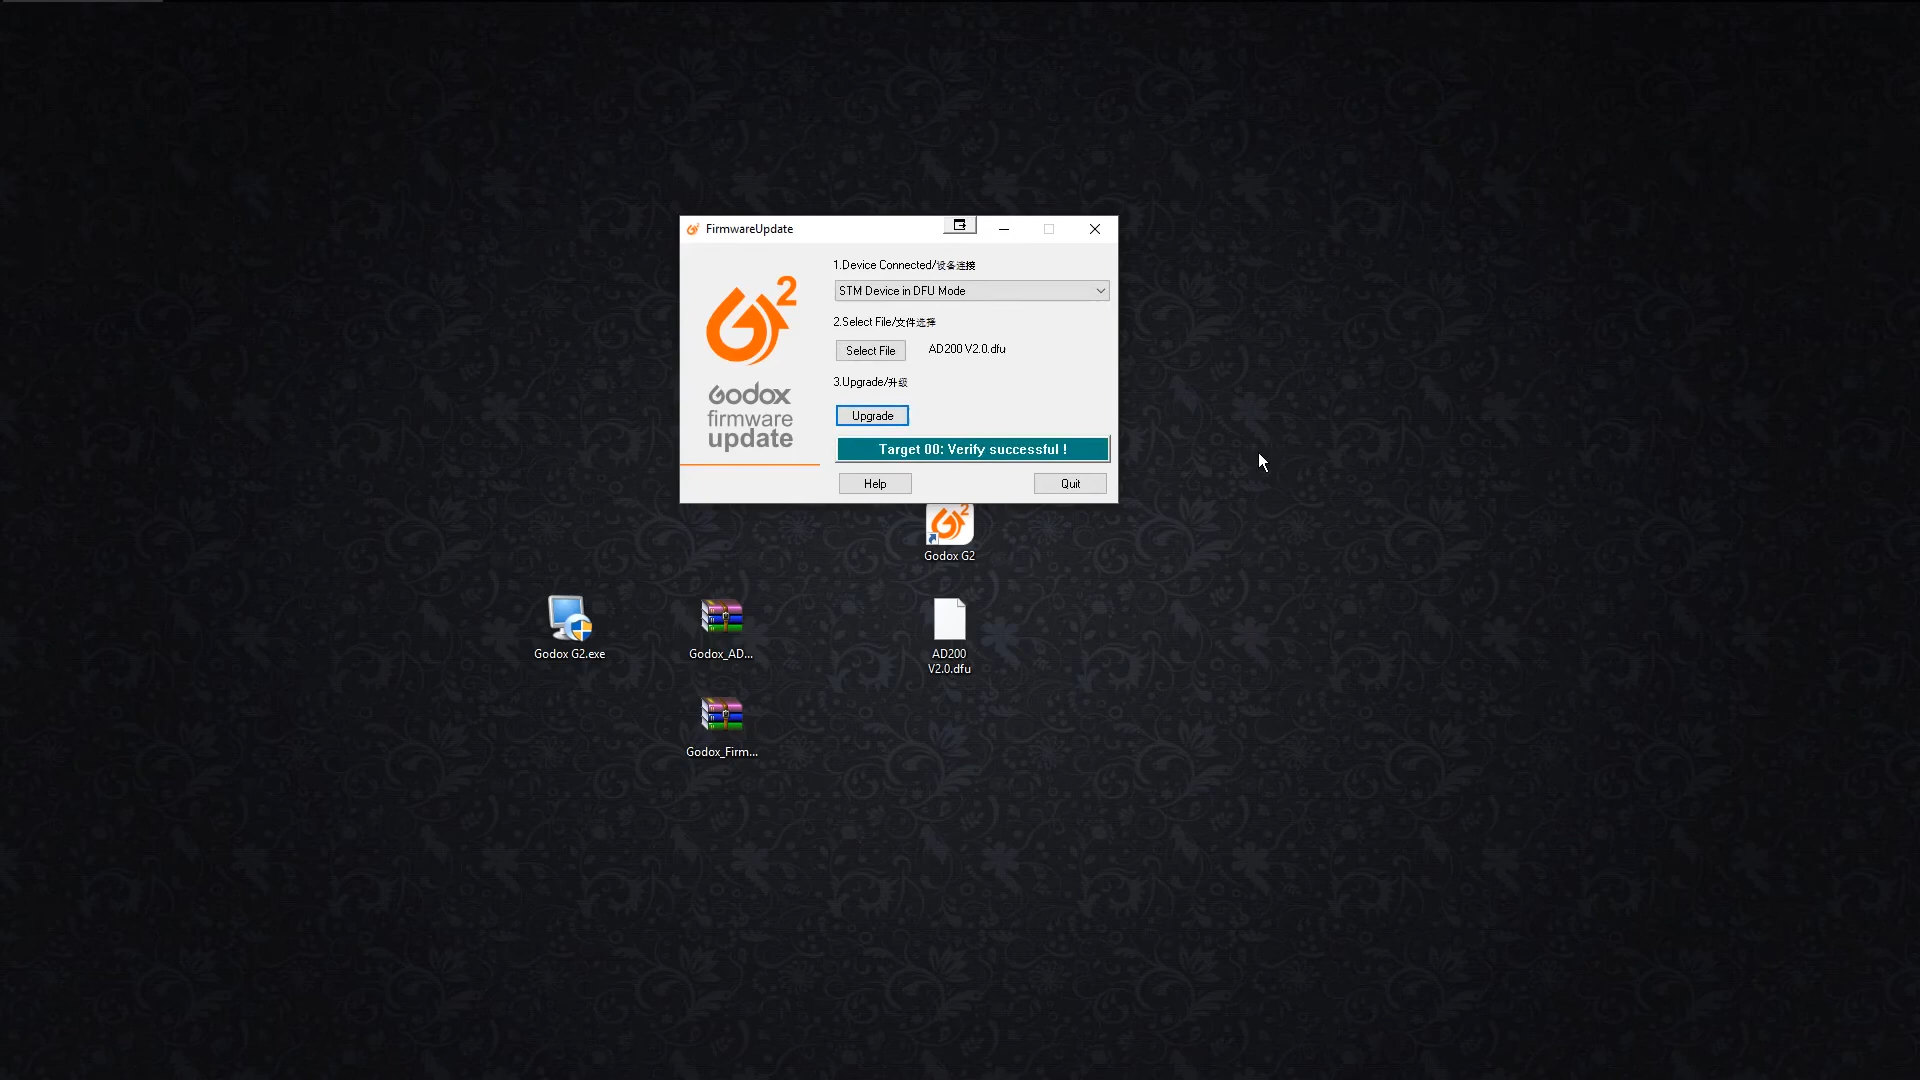 FirmwareUpdate
1.Device Connected/设备连接
STM Device in DFU Mode
2.Select File/文件选择
Select File
AD200 V2.0.dfu
3.Upgrade/升级
Upgrade
Target 00: Verify successful !
Help
Quit
G2
Godox
firmware
update
Godox G2
Godox G2.exe
Godox_AD...
AD200
V2.0.dfu
Godox_Firm...